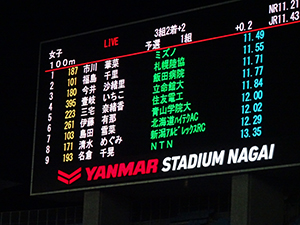 女子 LIVE 3組2着+2 NR11.21
100m 予選 1組 +0.2 JR11.43
1 187 市川 華菜 ミズノ 11.49
2 101 福島 千里 札幌陸協 11.55
3 180 今井 沙緒里 飯田病院 11.71
4 395 壹岐 いちこ 立命館大 11.77
5 223 三宅 奈緒香 住友電工 11.84
6 261 伊藤 有那 青山学院大 12.00
7 103 島田 雪菜 北海道ハイテクAC 12.02
8 171 清水 めぐみ 新潟アルビレックスRC 12.29
9 193 名倉 千晃 NTN 13.35
YANMAR STADIUM NAGAI